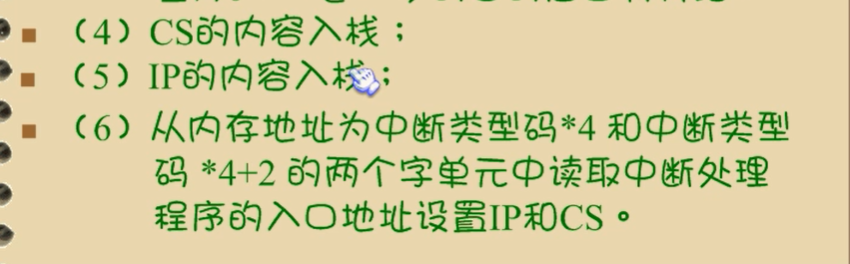 （4）CS的内容入栈；
（5）IP的内容入栈；
（6）从内存地址为中断类型码*4 和中断类型
码 *4+2 的两个字单元中读取中断处理
程序的入口地址设置IP和CS。